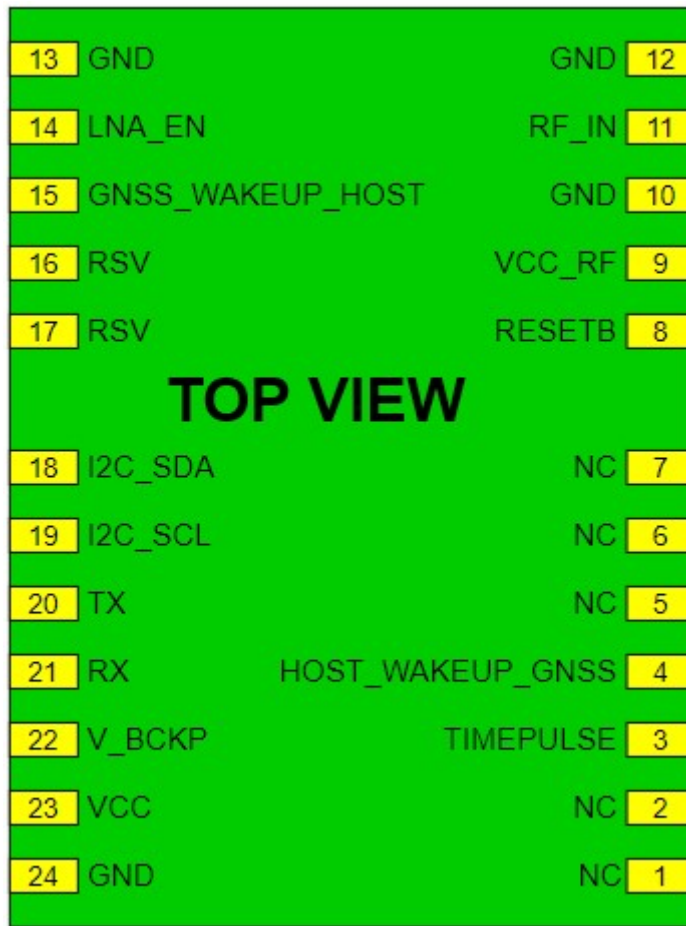 13 GND GND 12
14 LNA_EN RF_IN 11
15 GNSS_WAKEUP_HOST GND 10
16 RSV VCC_RF 9
17 RSV RESETB 8
TOP VIEW
18 I2C_SDA NC 7
19 I2C_SCL NC 6
20 TX NC 5
21 RX HOST_WAKEUP_GNSS 4
22 V_BCKP TIMEPULSE 3
23 VCC NC 2
24 GND NC 1